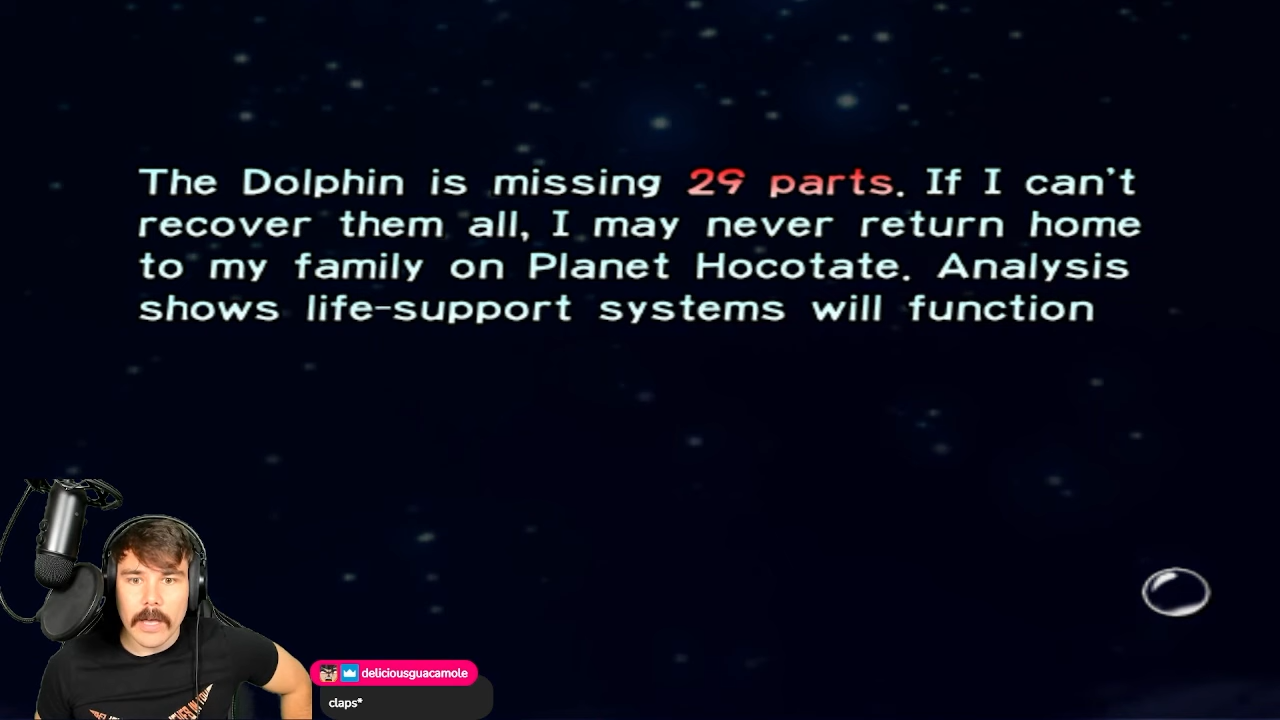 The Dolphin is missing 29 parts. If I can't
recover them all, I may never return home
to my family on Planet Hocotate. Analysis
shows life-support systems will function
deliciousguacamole
claps*